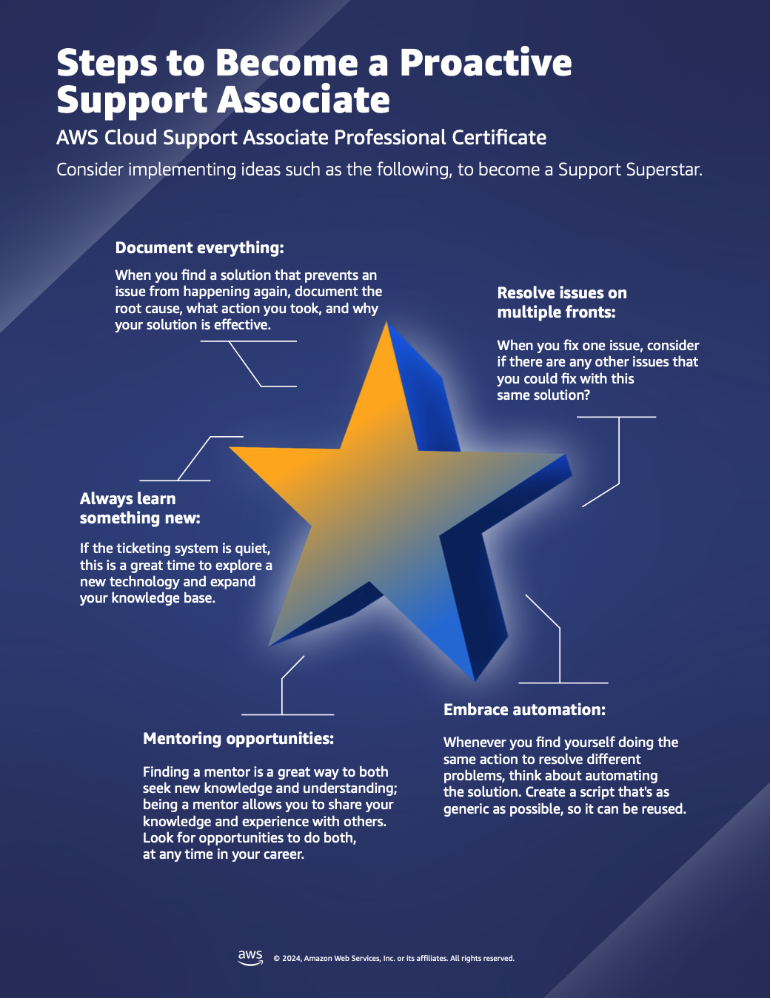 Steps to Become a Proactive
Support Associate
AWS Cloud Support Associate Professional Certificate
Consider implementing ideas such as the following, to become a Support Superstar.
Document everything:
When you find a solution that prevents an
issue from happening again, document the
root cause, what action you took, and why
your solution is effective.
Resolve issues on
multiple fronts:
When you fix one issue, consider
if there are any other issues that
you could fix with this
same solution?
Always learn
something new:
If the ticketing system is quiet,
this is a great time to explore a
new technology and expand
your knowledge base.
Embrace automation:
Whenever you find yourself doing the
same action to resolve different
problems, think about automating
the solution. Create a script that's as
generic as possible, so it can be reused.
Mentoring opportunities:
Finding a mentor is a great way to both
seek new knowledge and understanding;
being a mentor allows you to share your
knowledge and experience with others.
Look for opportunities to do both,
at any time in your career.
aws
© 2024, Amazon Web Services, Inc. or its affiliates. All rights reserved.